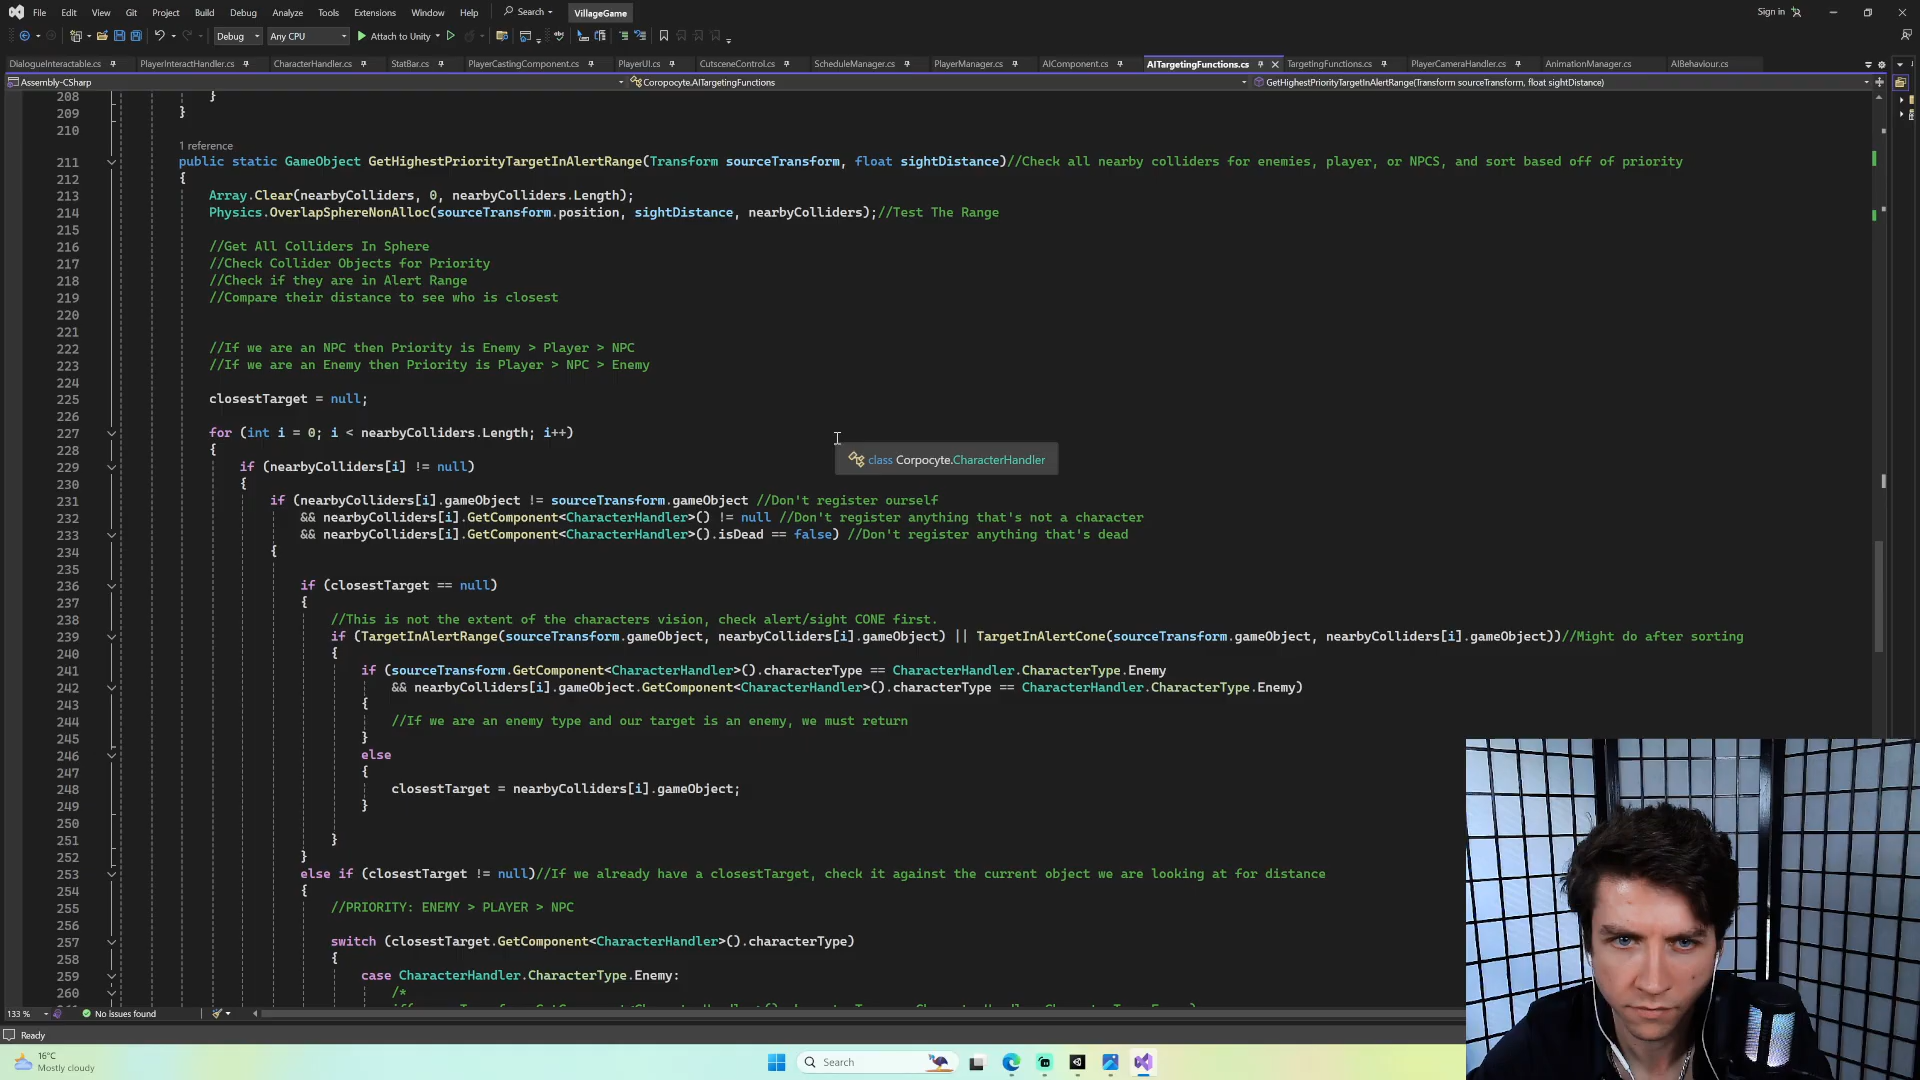 File Edit View Git Project Build Debug Analyze Tools Extensions Window Help Search VillageGame Sign in
Debug Any CPU Attach to Unity
DialogueInteractable.cs PlayerInteractHandler.cs CharacterHandler.cs StatBar.cs PlayerCastingComponent.cs PlayerUI.cs CutsceneControl.cs ScheduleManager.cs PlayerManager.cs AIComponent.cs AITargetingFunctions.cs TargetingFunctions.cs PlayerCameraHandler.cs AnimationManager.cs AIBehaviour.cs
Assembly-CSharp Corpocyte.AITargetingFunctions GetHighestPriorityTargetInAlertRange(Transform sourceTransform, float sightDistance)
208 }
209 }
210
1 reference
211 public static GameObject GetHighestPriorityTargetInAlertRange(Transform sourceTransform, float sightDistance)//Check all nearby colliders for enemies, player, or NPCS, and sort based off of priority
212 {
213 Array.Clear(nearbyColliders, 0, nearbyColliders.Length);
214 Physics.OverlapSphereNonAlloc(sourceTransform.position, sightDistance, nearbyColliders);//Test The Range
215
216 //Get All Colliders In Sphere
217 //Check Collider Objects for Priority
218 //Check if they are in Alert Range
219 //Compare their distance to see who is closest
220
221
222 //If we are an NPC then Priority is Enemy > Player > NPC
223 //If we are an Enemy then Priority is Player > NPC > Enemy
224
225 closestTarget = null;
226
227 for (int i = 0; i < nearbyColliders.Length; i++)
228 {
class Corpocyte.CharacterHandler
229 if (nearbyColliders[i] != null)
230 {
231 if (nearbyColliders[i].gameObject != sourceTransform.gameObject //Don't register ourself
232 && nearbyColliders[i].GetComponent<CharacterHandler>() != null //Don't register anything that's not a character
233 && nearbyColliders[i].GetComponent<CharacterHandler>().isDead == false) //Don't register anything that's dead
234 {
235
236 if (closestTarget == null)
237 {
238 //This is not the extent of the characters vision, check alert/sight CONE first.
239 if (TargetInAlertRange(sourceTransform.gameObject, nearbyColliders[i].gameObject) || TargetInAlertCone(sourceTransform.gameObject, nearbyColliders[i].gameObject))//Might do after sorting
240 {
241 if (sourceTransform.GetComponent<CharacterHandler>().characterType == CharacterHandler.CharacterType.Enemy
242 && nearbyColliders[i].gameObject.GetComponent<CharacterHandler>().characterType == CharacterHandler.CharacterType.Enemy)
243 {
244 //If we are an enemy type and our target is an enemy, we must return
245 }
246 else
247 {
248 closestTarget = nearbyColliders[i].gameObject;
249 }
250
251 }
252 }
253 else if (closestTarget != null)//If we already have a closestTarget, check it against the current object we are looking at for distance
254 {
255 //PRIORITY: ENEMY > PLAYER > NPC
256
257 switch (closestTarget.GetComponent<CharacterHandler>().characterType)
258 {
259 case CharacterHandler.CharacterType.Enemy:
260 /*
133 % No issues found
Ready
16°C
Mostly cloudy
Search